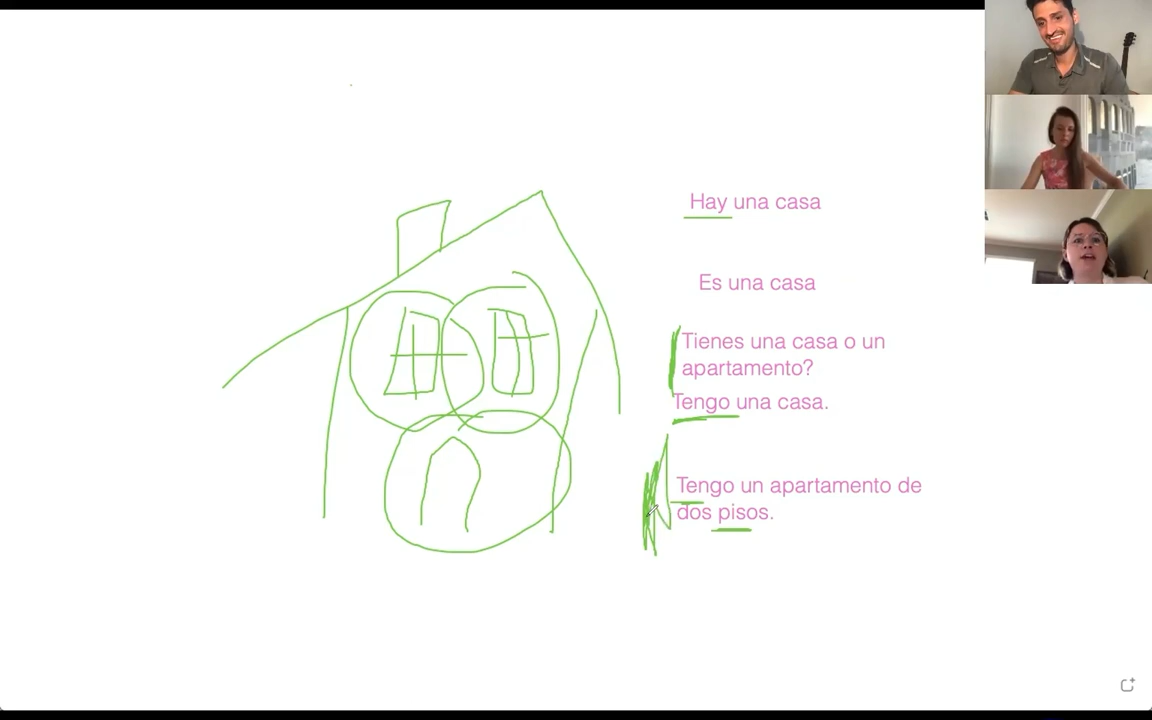 Hay una casa
Es una casa
Tienes una casa o un
apartamento?
Tengo una casa.
Tengo un apartamento de
dos pisos.